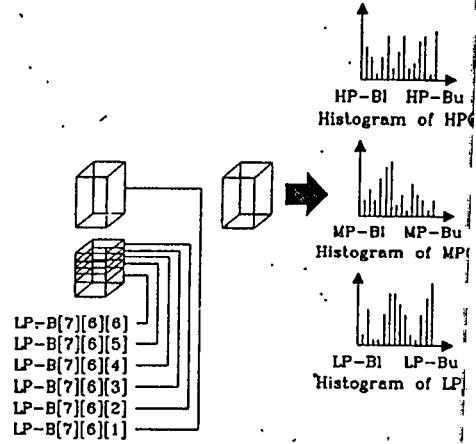 HP-Bl HP-Bu
Histogram of HP
MP-Bl MP-Bu
Histogram of MP
LP-B[7][6][6]
LP-B[7][6][5]
LP-B[7][6][4]
LP-B[7][6][3]
LP-B[7][6][2]
LP-B[7][6][1]
LP-Bl LP-Bu
Histogram of LP